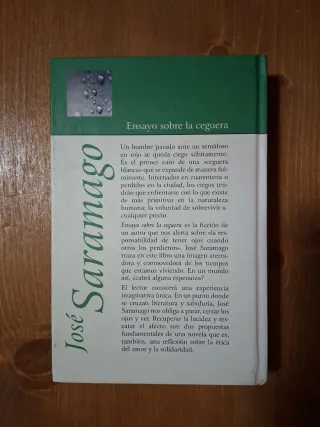 Ensayo sobre la ceguera
José
Saramago
Un hombre parado ante un semáforo
en rojo se queda ciego súbitamente.
Es el primer caso de una «ceguera
blanca» que se expande de manera ful-
minante. Internados en cuarentena o
perdidos en la ciudad, los ciegos ten-
drán que enfrentarse con lo que existe
de más primitivo en la naturaleza
humana: la voluntad de sobrevivir a
cualquier precio.
Ensayo sobre la ceguera es la ficción de
un autor que nos alerta sobre «la res-
ponsabilidad de tener ojos cuando
otros los perdieron». José Saramago
traza en este libro una imagen aterra-
dora y conmovedora de los tiempos
que estamos viviendo. En un mundo
así, ¿cabrá alguna esperanza?
El lector conocerá una experiencia
imaginativa única. En un punto donde
se cruzan literatura y sabiduría, José
Saramago nos obliga a parar, cerrar los
ojos y ver. Recuperar la lucidez y res-
catar el afecto son dos propuestas
fundamentales de una novela que es,
también, una reflexión sobre la ética
del amor y la solidaridad.